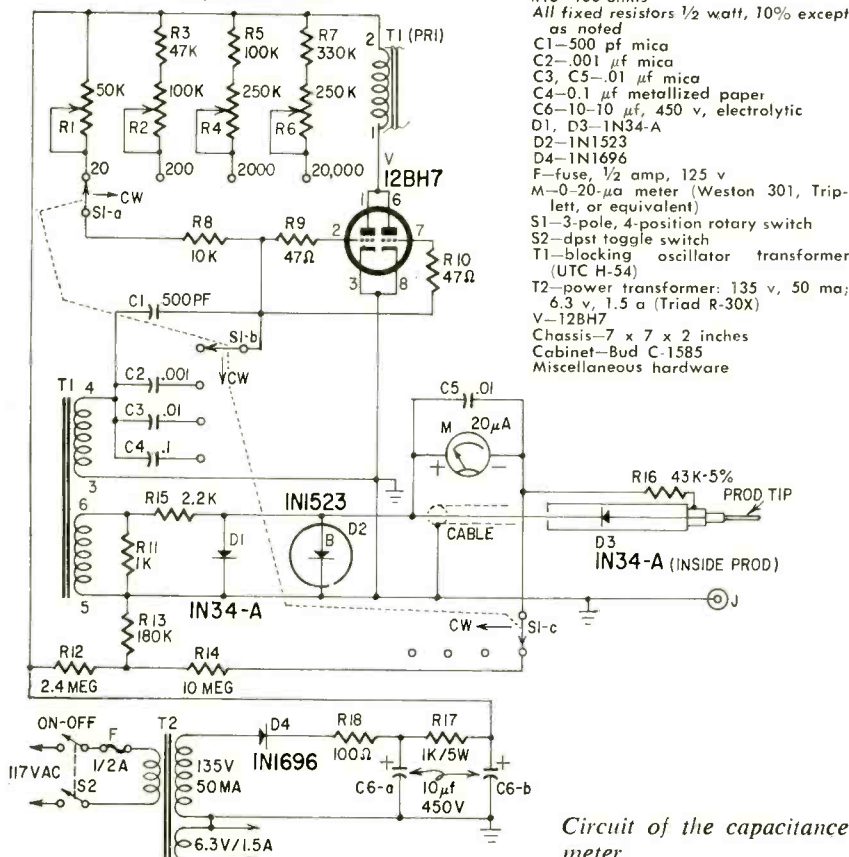 All fixed resistors ½ watt, 10% except
as noted
C1—500 pf mica
C2—.001 μf mica
C3, C5—.01 μf mica
C4—0.1 μf metallized paper
C6—10-10 μf, 450 v, electrolytic
D1, D3—1N34-A
D2—1N1523
D4—1N1696
F—fuse, ½ amp, 125 v
M—0-20-μa meter (Weston 301, Trip-
lett, or equivalent)
S1—3-pole, 4-position rotary switch
S2—dpst toggle switch
T1—blocking oscillator transformer
(UTC H-54)
T2—power transformer: 135 v, 50 ma;
6.3 v, 1.5 a (Triad R-30X)
V—12BH7
Chassis—7 x 7 x 2 inches
Cabinet—Bud C-1585
Miscellaneous hardware
R3
47K
R5
100K
R7
330K
2
T1 (PRI)
50K
100K
250K
250K
R1
R2
R4
R6
1
20
200
2000
20,000
V
12BH7
CW
S1-a
1
6
R8
10K
R9
47Ω
2
7
3
8
R10
47Ω
C1
500PF
S1-b
CW
C2
.001
C3
.01
C4
.1
T1
4
3
C5
.01
M
20μA
+
−
R16
43K-5%
PROD TIP
6
R15
2.2K
IN1523
D2
B
D1
R11
1K
CABLE
D3
IN34-A (INSIDE PROD)
5
IN34-A
J
R13
180K
CW
S1-c
R12
2.4 MEG
R14
10 MEG
ON-OFF
F
1/2A
T2
117VAC
S2
135V
50MA
D4
IN1696
R18
100Ω
R17
1K/5W
+
C6-a
10μf
450V
+
C6-b
6.3V/1.5A
Circuit of the capacitance
meter